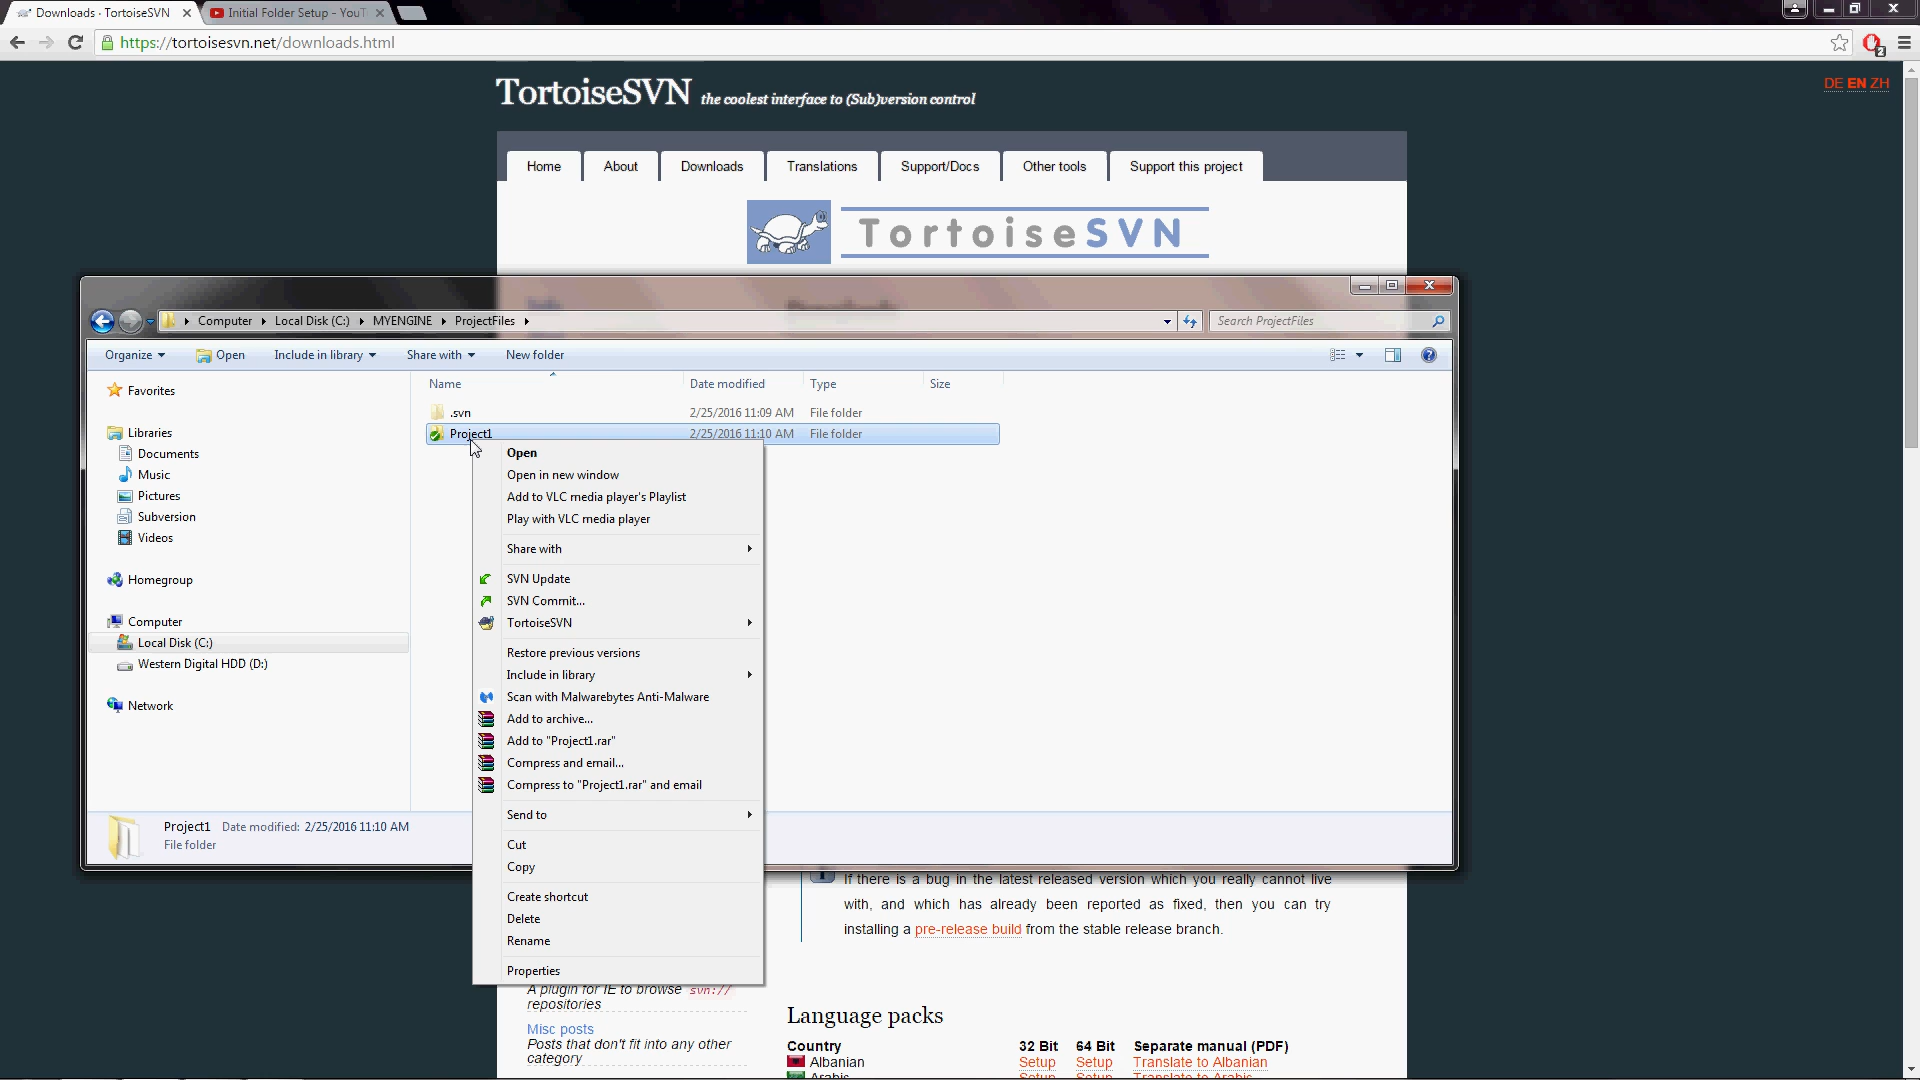 Downloads · TortoiseSVN
Initial Folder Setup - YouT
https://tortoisesvn.net/downloads.html
2
TortoiseSVN the coolest interface to (Sub)version control
DE EN ZH
Home About Downloads Translations Support/Docs Other tools Support this project
TortoiseSVN
Computer Local Disk (C:) MYENGINE ProjectFiles
Search ProjectFiles
Organize Open Include in library Share with New folder
Name Date modified Type Size
.svn 2/25/2016 11:09 AM File folder
Project1 2/25/2016 11:10 AM File folder
Favorites
Libraries
Documents
Music
Pictures
Subversion
Videos
Homegroup
Computer
Local Disk (C:)
Western Digital HDD (D:)
Network
Open
Open in new window
Add to VLC media player's Playlist
Play with VLC media player
Share with
SVN Update
SVN Commit...
TortoiseSVN
Restore previous versions
Include in library
Scan with Malwarebytes Anti-Malware
Add to archive...
Add to "Project1.rar"
Compress and email...
Compress to "Project1.rar" and email
Send to
Cut
Copy
Create shortcut
Delete
Rename
Properties
Project1 Date modified: 2/25/2016 11:10 AM
File folder
If there is a bug in the latest released version which you really cannot live
with, and which has already been reported as fixed, then you can try
installing a pre-release build from the stable release branch.
A plugin for IE to browse svn://
repositories
Misc posts
Posts that don't fit into any other
category
Language packs
Country 32 Bit 64 Bit Separate manual (PDF)
Albanian Setup Setup Translate to Albanian
Arabic Setup Setup Translate to Arabic